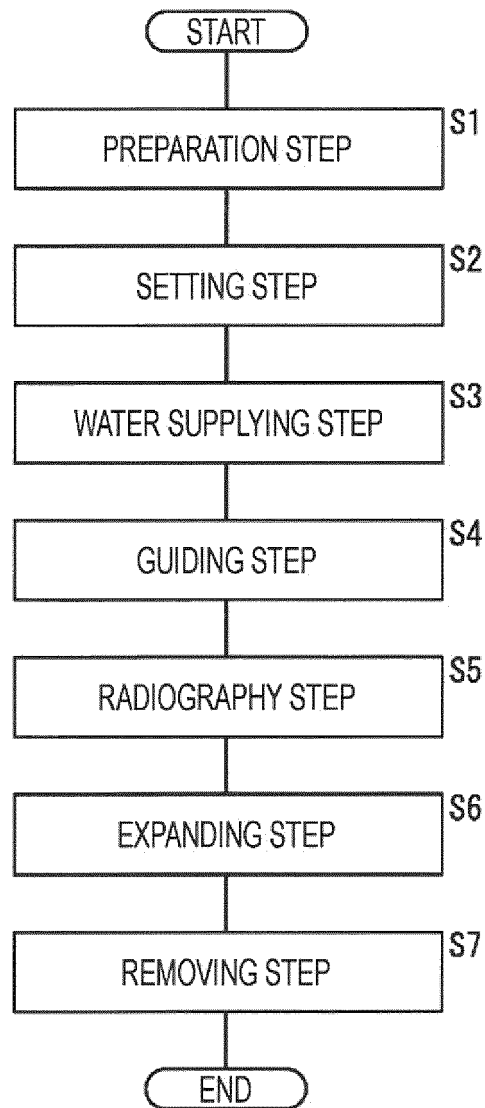 START
S1
PREPARATION STEP
S2
SETTING STEP
S3
WATER SUPPLYING STEP
S4
GUIDING STEP
S5
RADIOGRAPHY STEP
S6
EXPANDING STEP
S7
REMOVING STEP
END